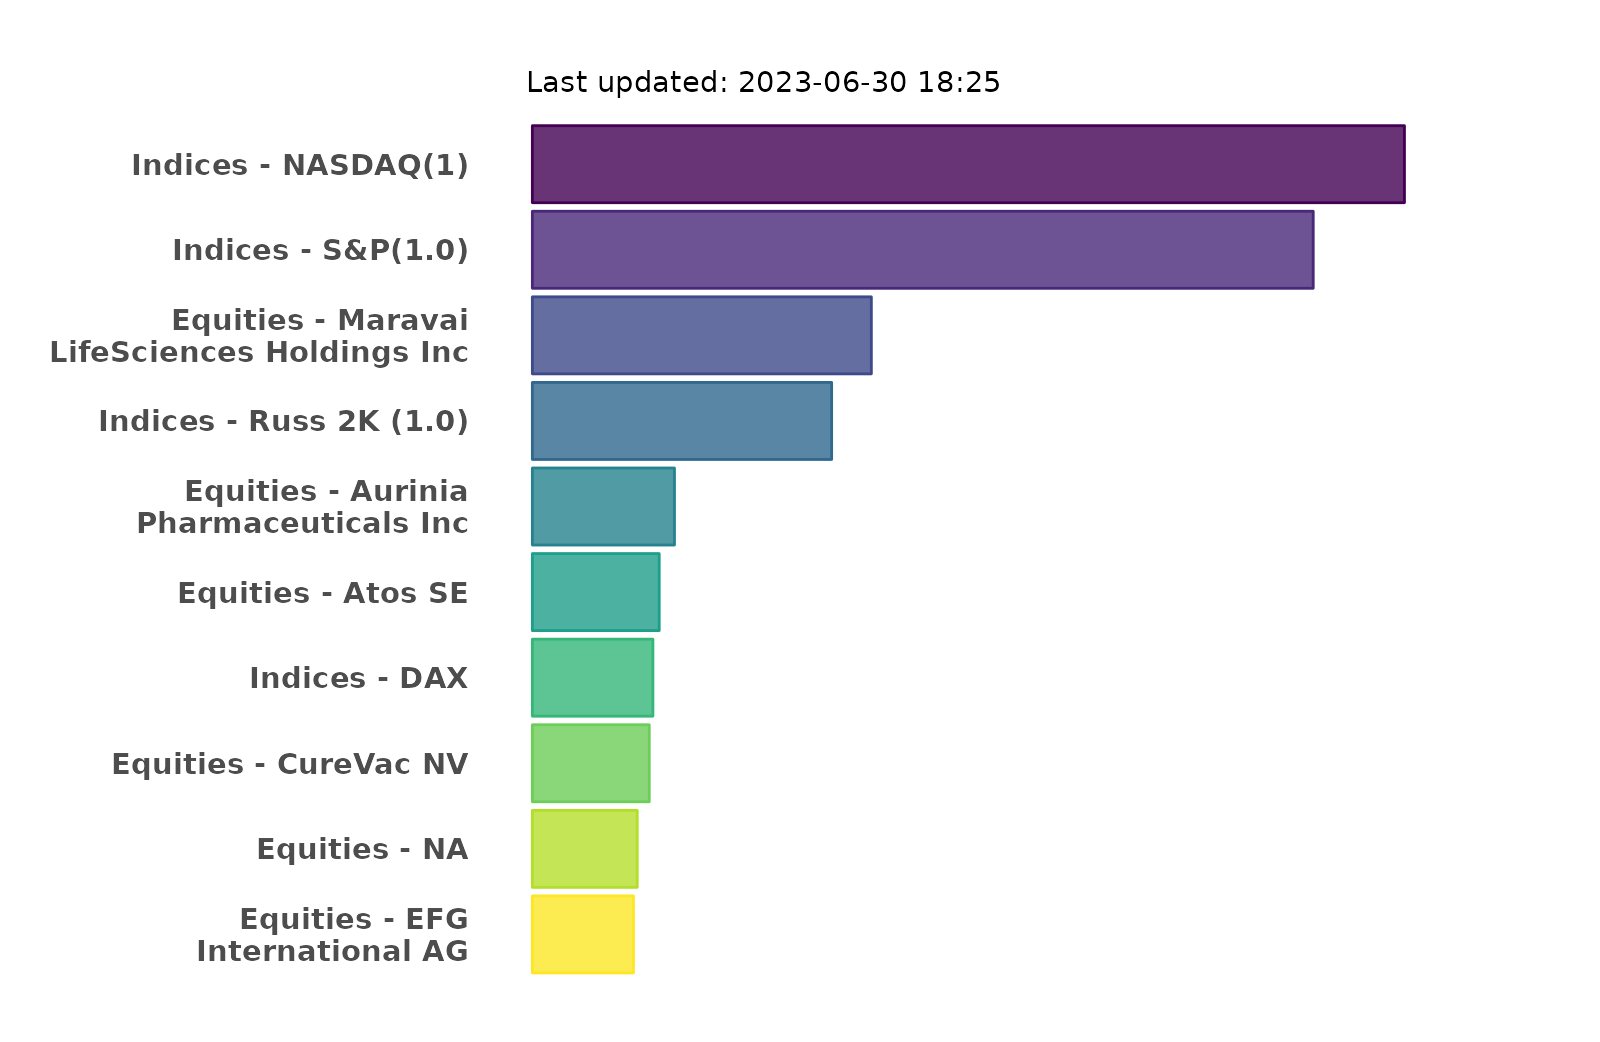 Last updated: 2023-06-30 18:25
Indices - NASDAQ(1)
Indices - S&P(1.0)
Equities - Maravai
LifeSciences Holdings Inc
Indices - Russ 2K (1.0)
Equities - Aurinia
Pharmaceuticals Inc
Equities - Atos SE
Indices - DAX
Equities - CureVac NV
Equities - NA
Equities - EFG
International AG